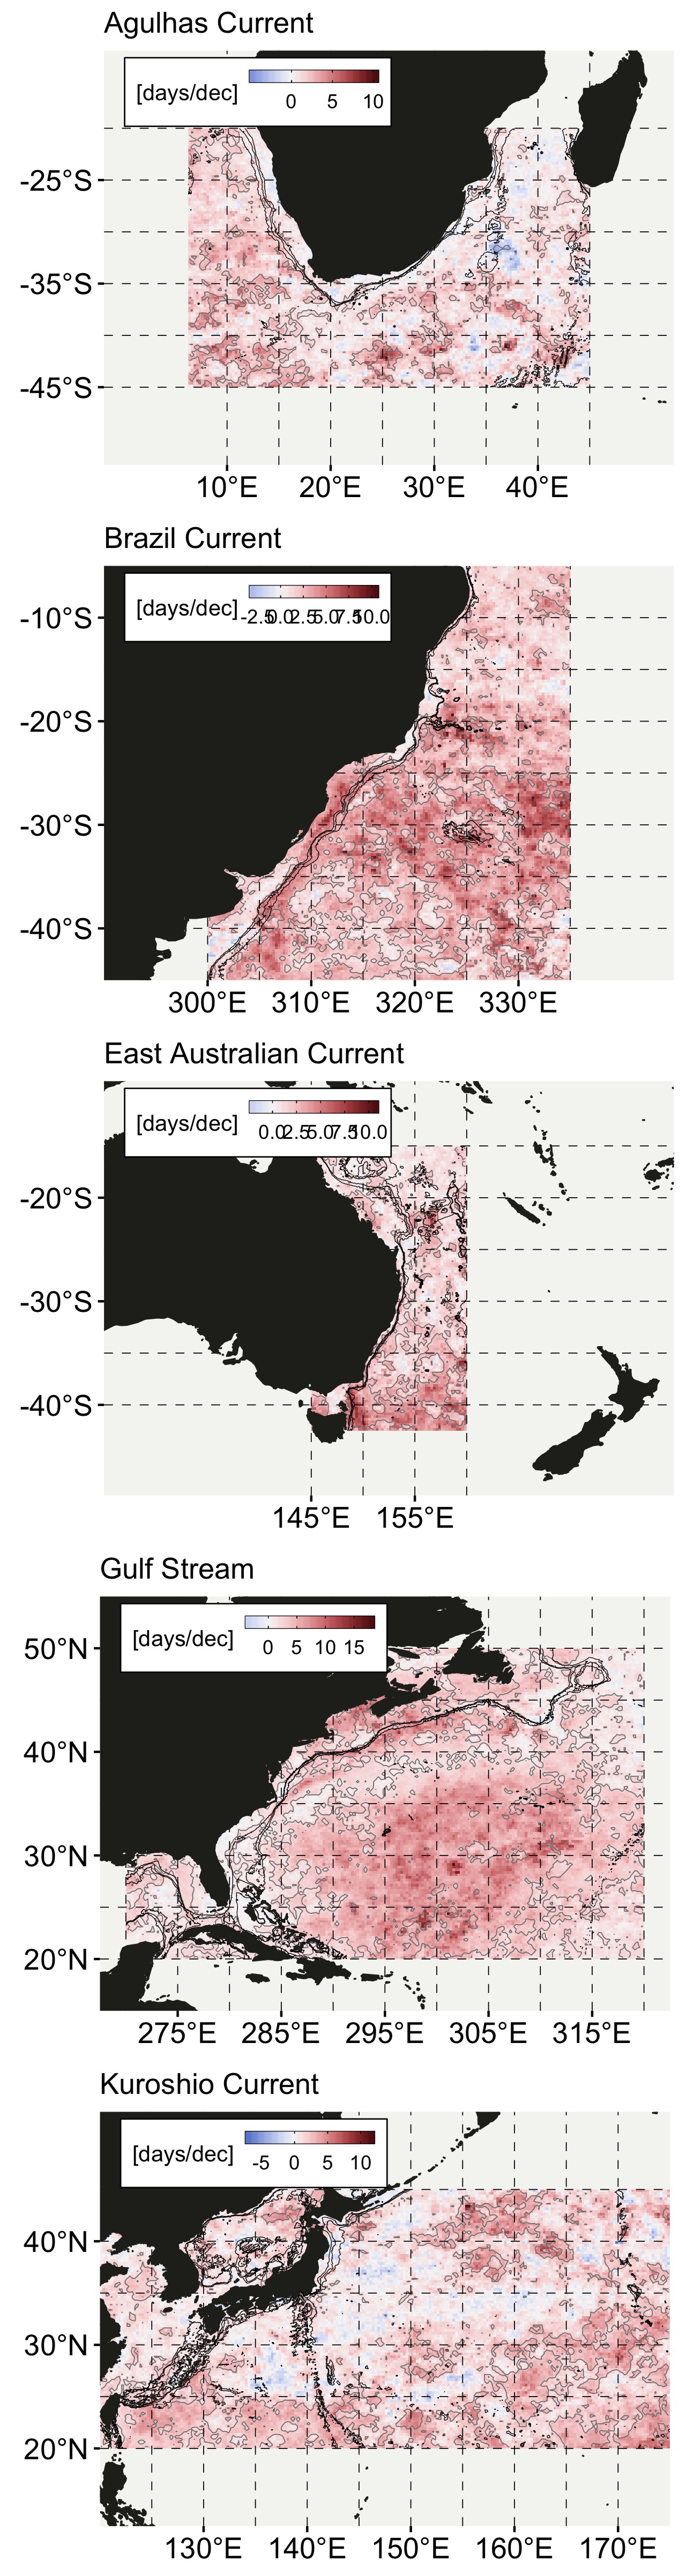 Agulhas Current
[days/dec]
0 5 10
-25°S
-35°S
-45°S
10°E 20°E 30°E 40°E
Brazil Current
[days/dec]
-2.5 0.0 2.5 5.0 7.5 10.0
-10°S
-20°S
-30°S
-40°S
300°E 310°E 320°E 330°E
East Australian Current
[days/dec]
0.0 2.5 5.0 7.5 10.0
-20°S
-30°S
-40°S
145°E 155°E
Gulf Stream
[days/dec]
0 5 10 15
50°N
40°N
30°N
20°N
275°E 285°E 295°E 305°E 315°E
Kuroshio Current
[days/dec]
-5 0 5 10
40°N
30°N
20°N
130°E 140°E 150°E 160°E 170°E